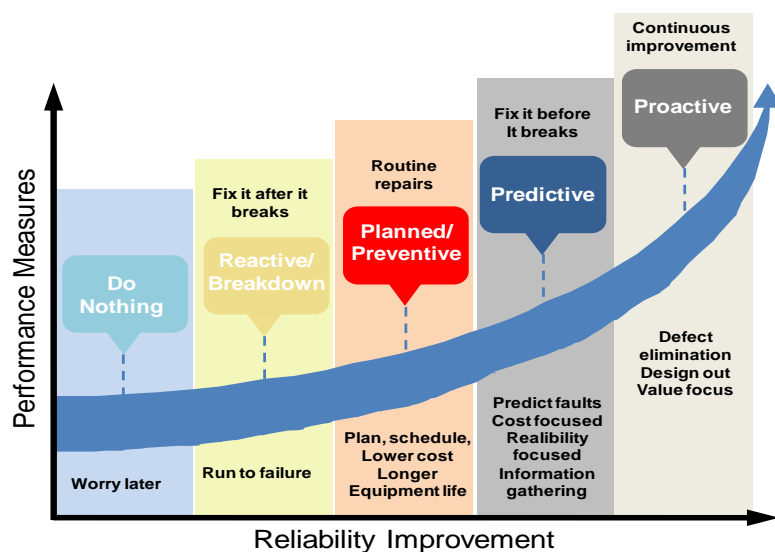 Performance Measures
Do
Nothing
Worry later
Fix it after it
breaks
Reactive/
Breakdown
Run to failure
Routine
repairs
Planned/
Preventive
Plan, schedule,
Lower cost
Longer
Equipment life
Fix it before
It breaks
Predictive
Predict faults
Cost focused
Realibility
focused
Information
gathering
Continuous
improvement
Proactive
Defect
elimination
Design out
Value focus
Reliability Improvement